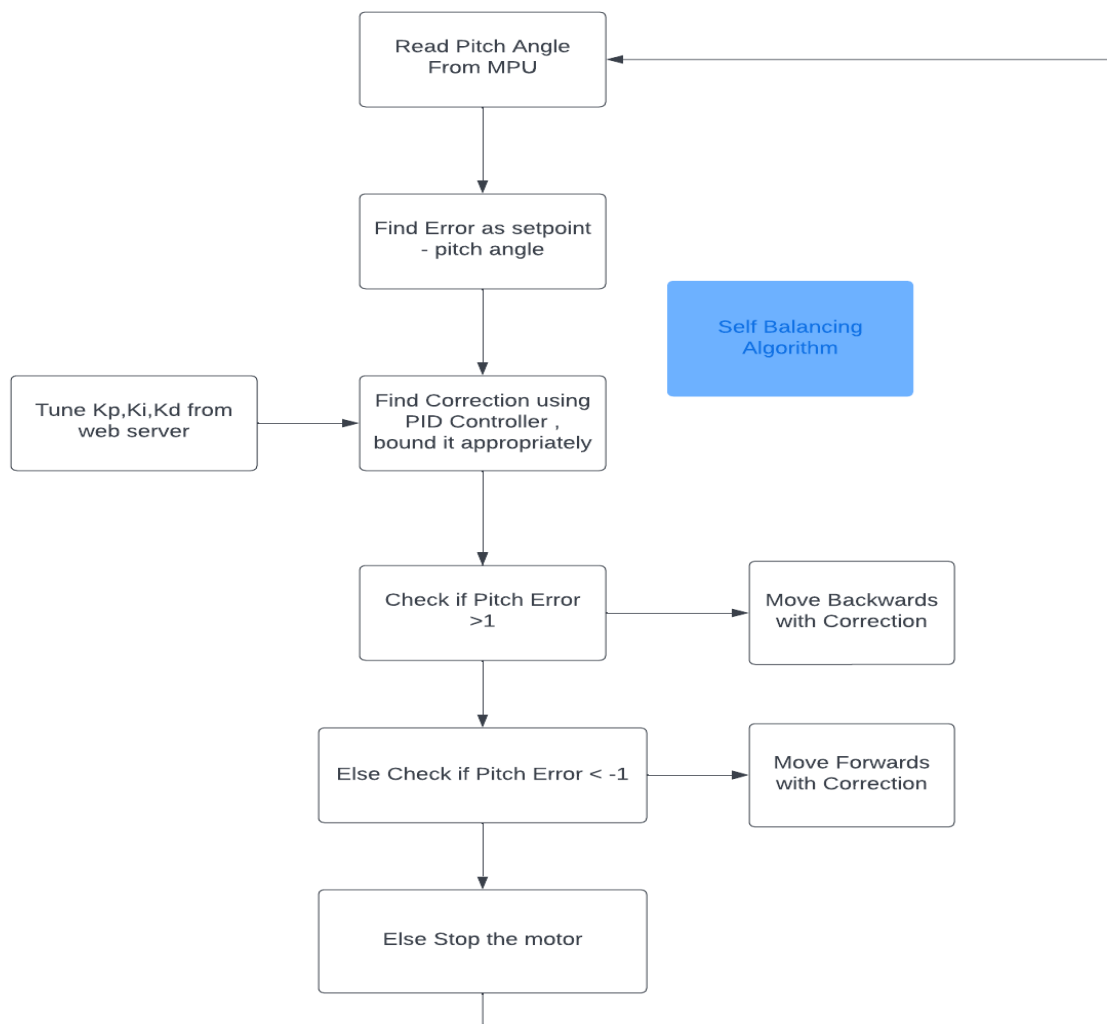 Read Pitch Angle
From MPU
Find Error as setpoint
- pitch angle
Self Balancing
Algorithm
Tune Kp,Ki,Kd from
web server
Find Correction using
PID Controller ,
bound it appropriately
Check if Pitch Error
>1
Move Backwards
with Correction
Else Check if Pitch Error < -1
Move Forwards
with Correction
Else Stop the motor